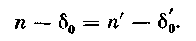 n − δ₀ = n′ − δ′₀.